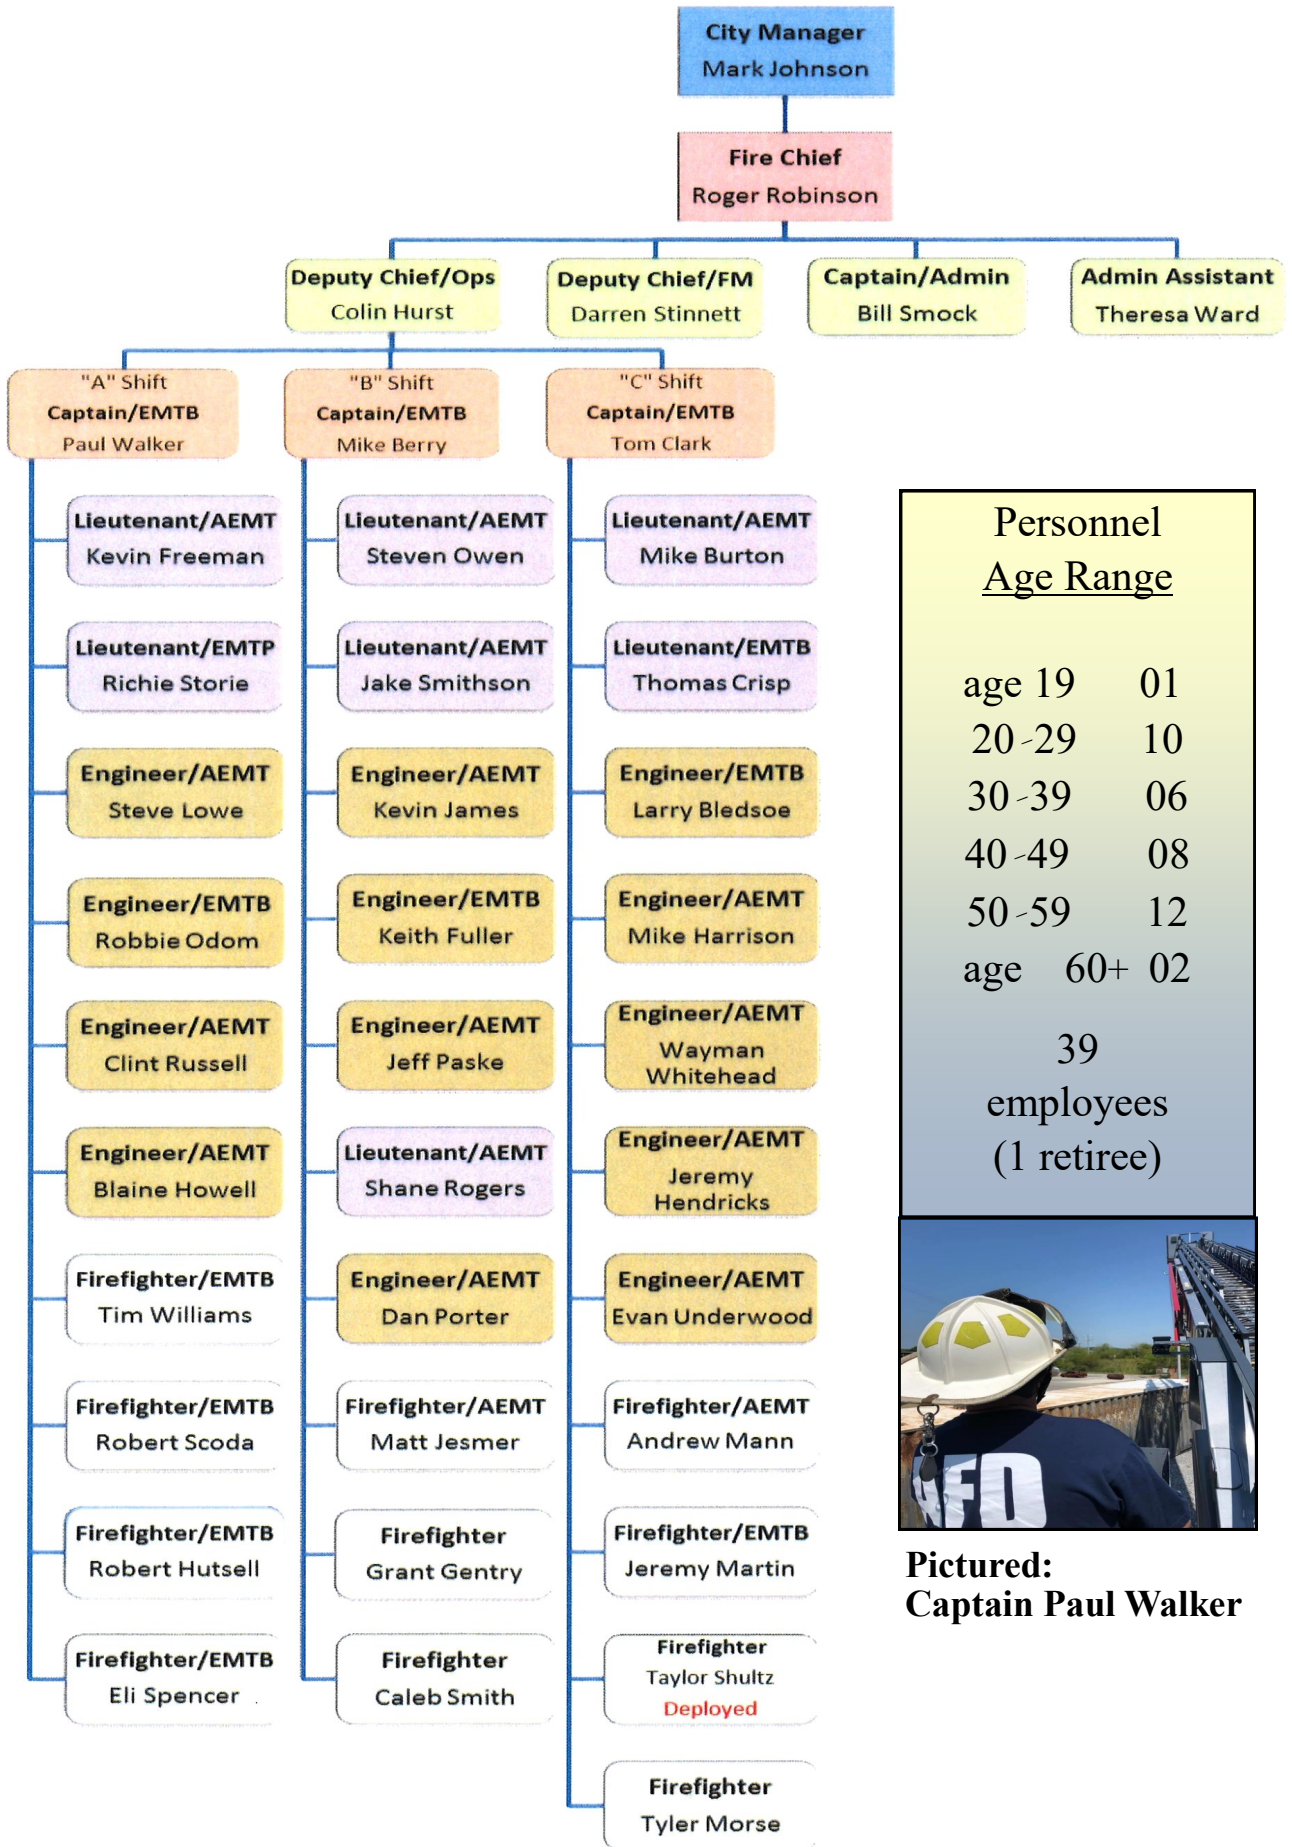 City Manager
Mark Johnson
Fire Chief
Roger Robinson
Deputy Chief/Ops
Colin Hurst
Deputy Chief/FM
Darren Stinnett
Captain/Admin
Bill Smock
Admin Assistant
Theresa Ward
"A" Shift
Captain/EMTB
Paul Walker
"B" Shift
Captain/EMTB
Mike Berry
"C" Shift
Captain/EMTB
Tom Clark
Lieutenant/AEMT
Kevin Freeman
Lieutenant/EMTP
Richie Storie
Engineer/AEMT
Steve Lowe
Engineer/EMTB
Robbie Odom
Engineer/AEMT
Clint Russell
Engineer/AEMT
Blaine Howell
Firefighter/EMTB
Tim Williams
Firefighter/EMTB
Robert Scoda
Firefighter/EMTB
Robert Hutsell
Firefighter/EMTB
Eli Spencer
Lieutenant/AEMT
Steven Owen
Lieutenant/AEMT
Jake Smithson
Engineer/AEMT
Kevin James
Engineer/EMTB
Keith Fuller
Engineer/AEMT
Jeff Paske
Lieutenant/AEMT
Shane Rogers
Engineer/AEMT
Dan Porter
Firefighter/AEMT
Matt Jesmer
Firefighter
Grant Gentry
Firefighter
Caleb Smith
Lieutenant/AEMT
Mike Burton
Lieutenant/EMTB
Thomas Crisp
Engineer/EMTB
Larry Bledsoe
Engineer/AEMT
Mike Harrison
Engineer/AEMT
Wayman
Whitehead
Engineer/AEMT
Jeremy
Hendricks
Engineer/AEMT
Evan Underwood
Firefighter/AEMT
Andrew Mann
Firefighter/EMTB
Jeremy Martin
Firefighter
Taylor Shultz
Deployed
Firefighter
Tyler Morse
Personnel
Age Range
age 19 01
20-29 10
30-39 06
40-49 08
50-59 12
age 60+ 02
39
employees
(1 retiree)
AFD
Pictured:
Captain Paul Walker